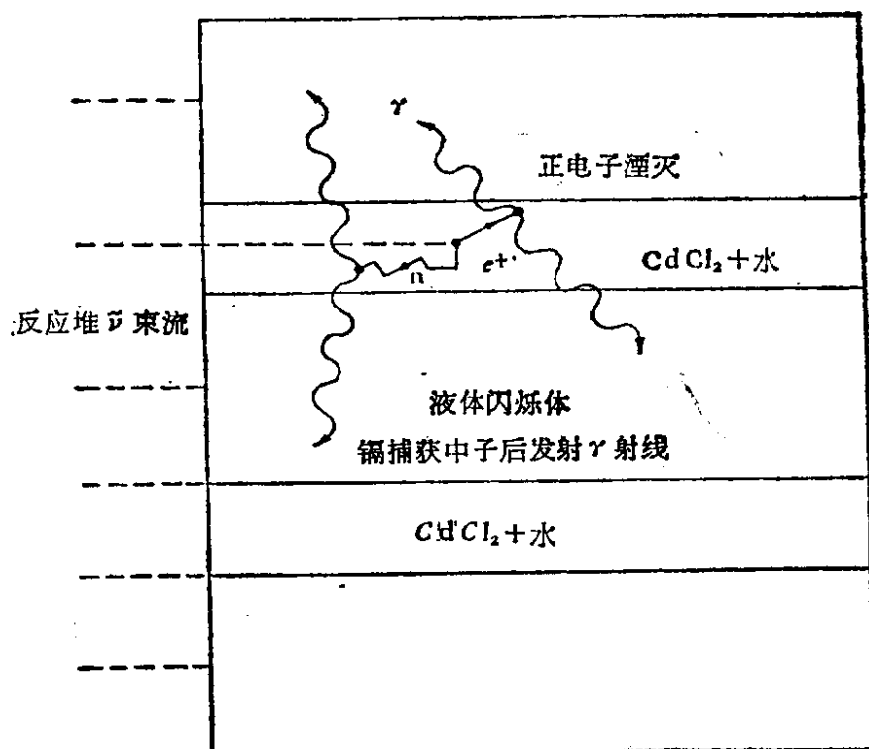 γ
正电子湮灭
n
e+
CdCl₂+水
反应堆 ν̄ 束流
液体闪烁体
镉捕获中子后发射γ射线
CdCl₂+水